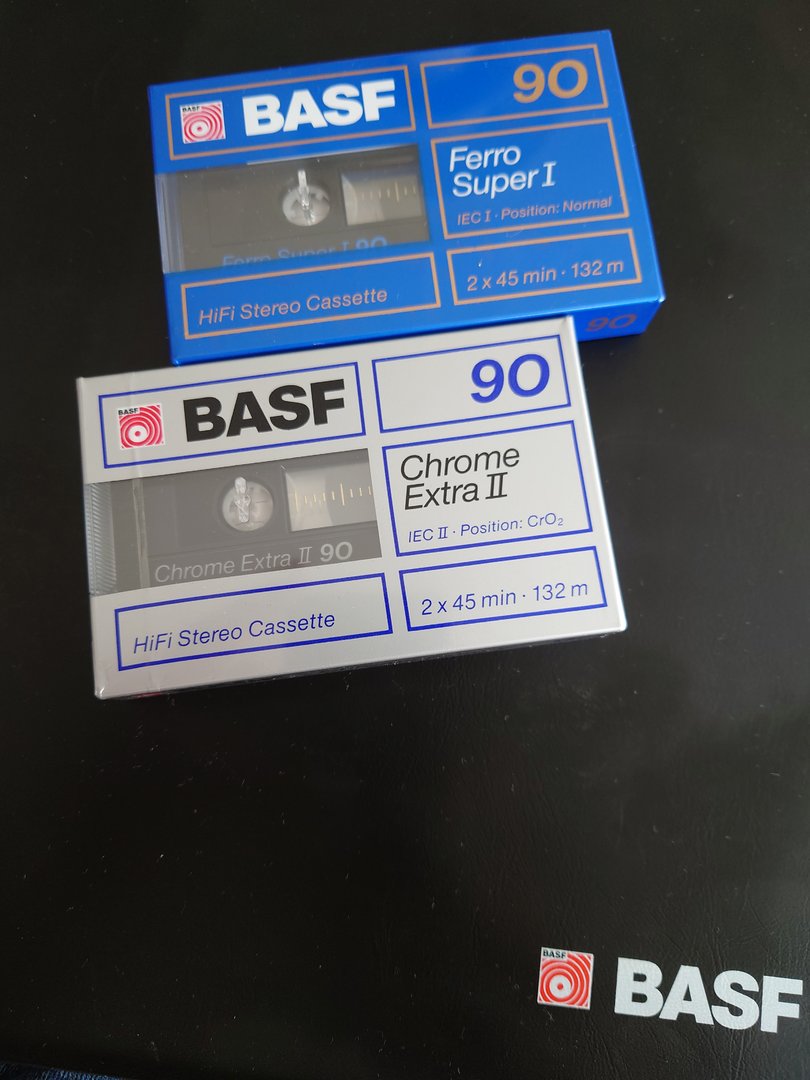 BASF
BASF
90
Ferro
Super I
IEC I · Position: Normal
Ferro Super I 90
HiFi Stereo Cassette
2 x 45 min · 132 m
90
BASF
BASF
90
Chrome
Extra II
IEC II · Position: CrO₂
Chrome Extra II 90
HiFi Stereo Cassette
2 x 45 min · 132 m
BASF
BASF